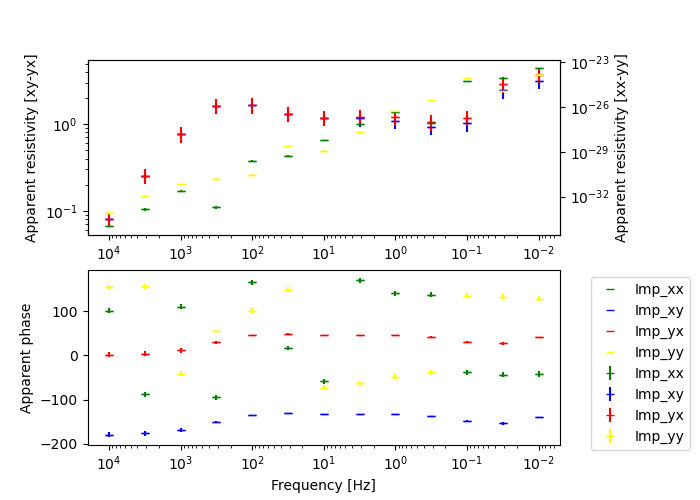 Apparent resistivity [xy-yx]
10⁰
10⁻¹
10⁻²³
10⁻²⁶
10⁻²⁹
10⁻³²
Apparent resistivity [xx-yy]
10⁴ 10³ 10² 10¹ 10⁰ 10⁻¹ 10⁻²
Apparent phase
100
0
−100
−200
10⁴ 10³ 10² 10¹ 10⁰ 10⁻¹ 10⁻²
Frequency [Hz]
Imp_xx
Imp_xy
Imp_yx
Imp_yy
Imp_xx
Imp_xy
Imp_yx
Imp_yy